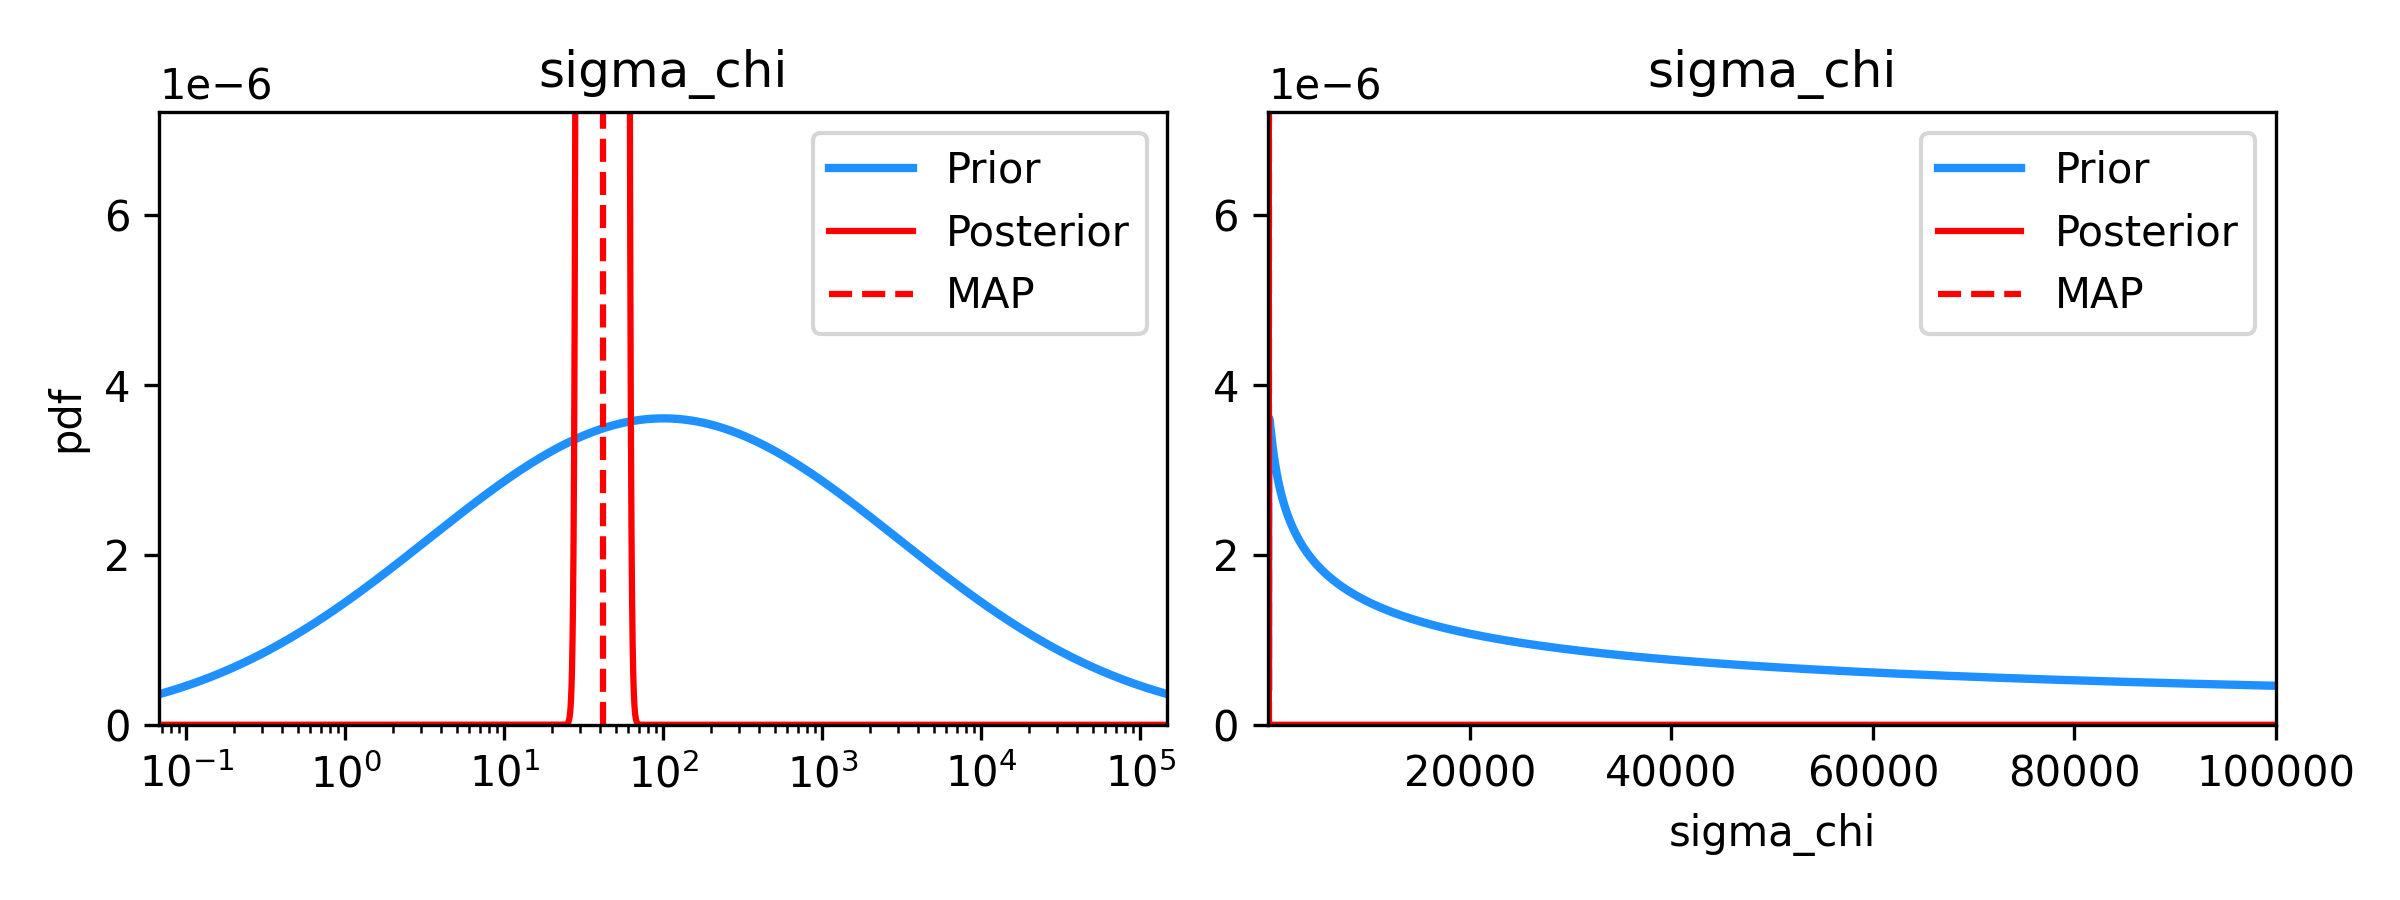 sigma_chi
1e−6
pdf
6
4
2
0
10⁻¹ 10⁰ 10¹ 10² 10³ 10⁴ 10⁵
Prior
Posterior
MAP
sigma_chi
1e−6
6
4
2
0
20000 40000 60000 80000 100000
sigma_chi
Prior
Posterior
MAP